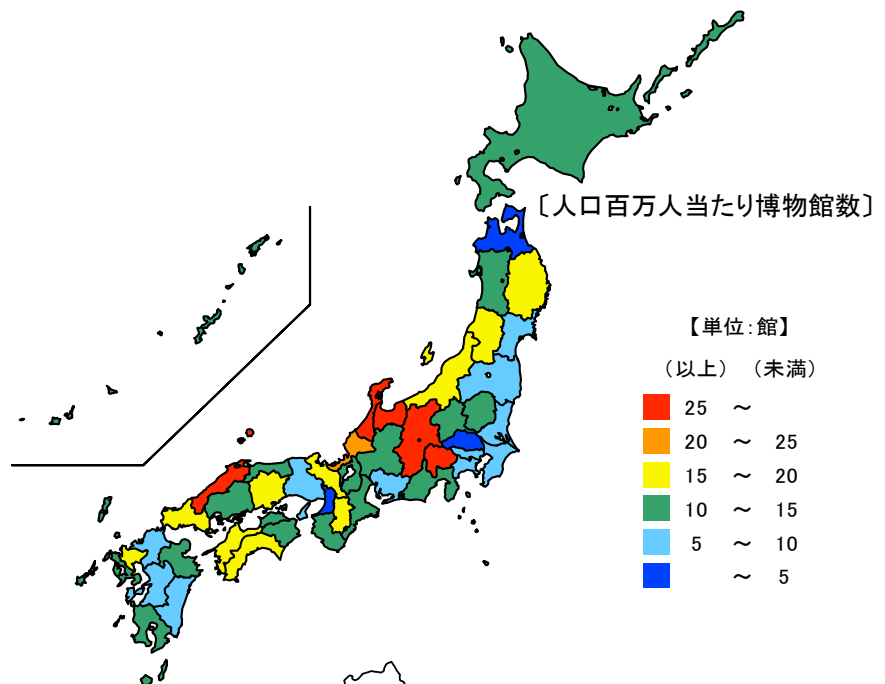 〔人口百万人当たり博物館数〕
【単位:館】
(以上) (未満)
25 ～
20 ～ 25
15 ～ 20
10 ～ 15
5 ～ 10
～ 5